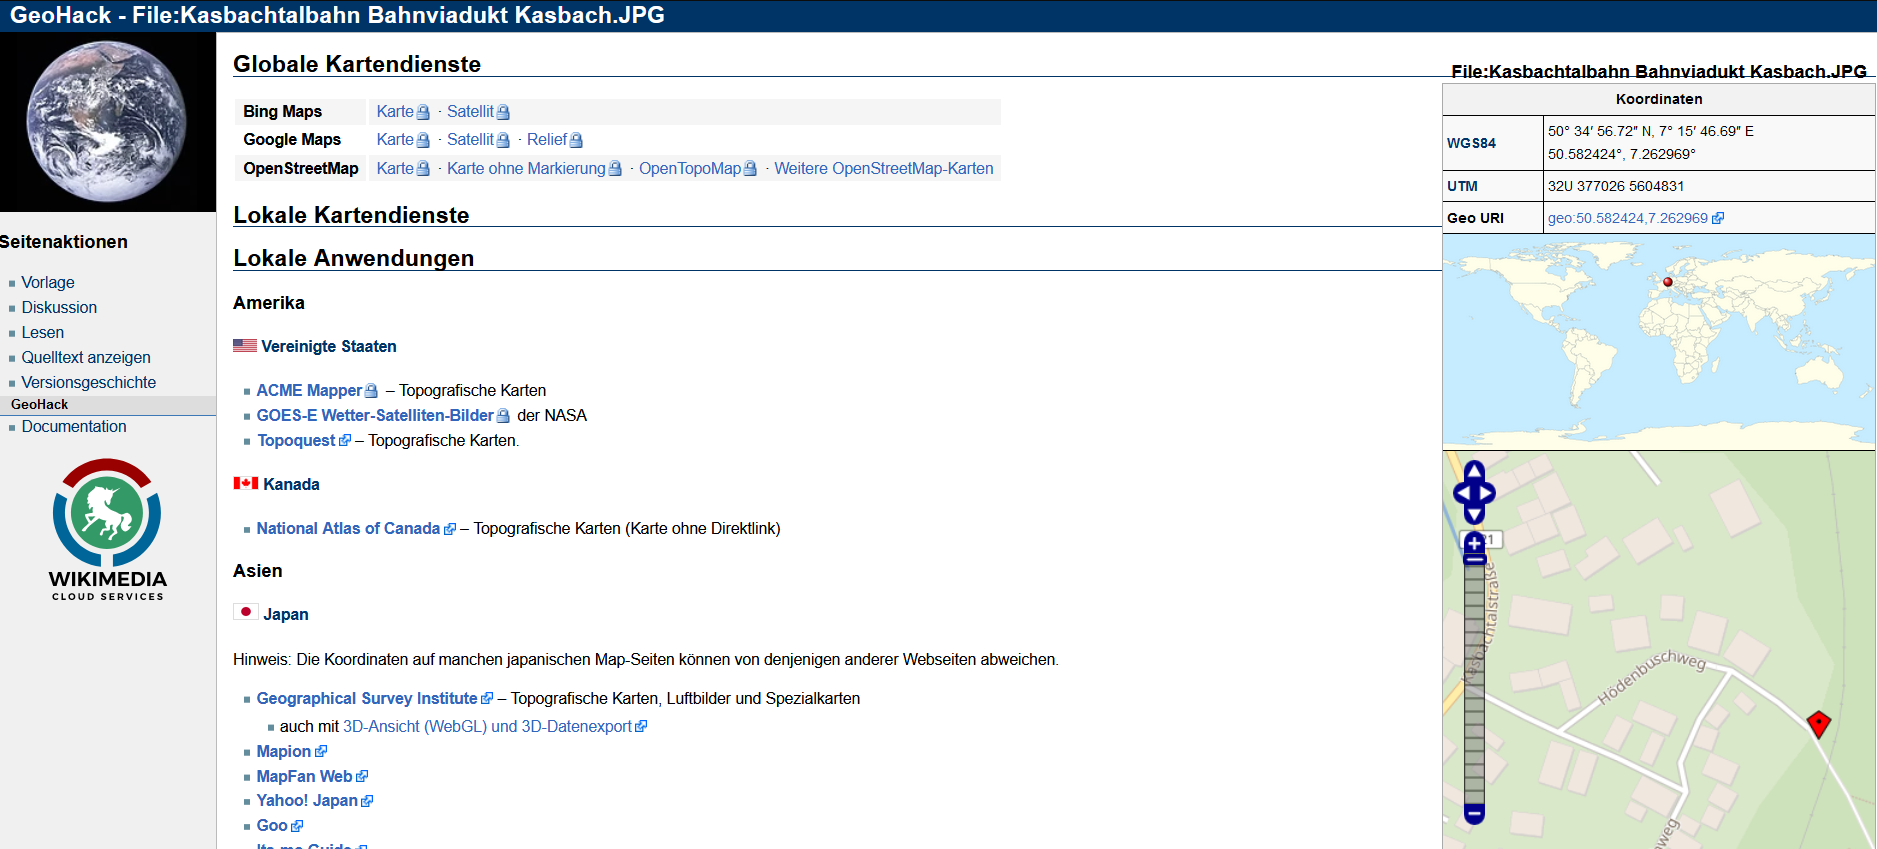 GeoHack - File:Kasbachtalbahn Bahnviadukt Kasbach.JPG
Seitenaktionen
Vorlage
Diskussion
Lesen
Quelltext anzeigen
Versionsgeschichte
GeoHack
Documentation
WIKIMEDIA
CLOUD SERVICES
Globale Kartendienste
Bing Maps Karte · Satellit
Google Maps Karte · Satellit · Relief
OpenStreetMap Karte · Karte ohne Markierung · OpenTopoMap · Weitere OpenStreetMap-Karten
Lokale Kartendienste
Lokale Anwendungen
Amerika
Vereinigte Staaten
ACME Mapper – Topografische Karten
GOES-E Wetter-Satelliten-Bilder der NASA
Topoquest – Topografische Karten.
Kanada
National Atlas of Canada – Topografische Karten (Karte ohne Direktlink)
Asien
Japan
Hinweis: Die Koordinaten auf manchen japanischen Map-Seiten können von denjenigen anderer Webseiten abweichen.
Geographical Survey Institute – Topografische Karten, Luftbilder und Spezialkarten
auch mit 3D-Ansicht (WebGL) und 3D-Datenexport
Mapion
MapFan Web
Yahoo! Japan
Goo
File:Kasbachtalbahn Bahnviadukt Kasbach.JPG
Koordinaten
WGS84 50° 34′ 56.72″ N, 7° 15′ 46.69″ E
50.582424°, 7.262969°
UTM 32U 377026 5604831
Geo URI geo:50.582424,7.262969
21
Kasbachtalstraße
Hödenbuschweg
weg